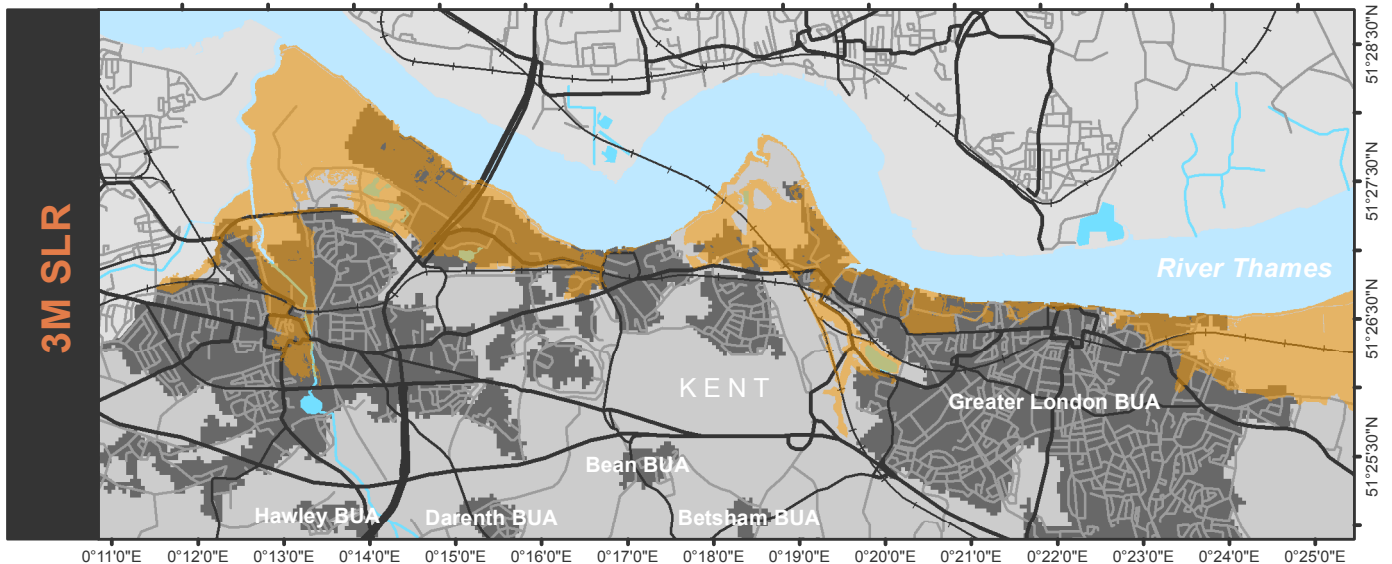 3M SLR
51°28'30"N
51°27'30"N
51°26'30"N
51°25'30"N
River Thames
KENT
Greater London BUA
Bean BUA
Hawley BUA
Darenth BUA
Betsham BUA
0°11'0"E
0°12'0"E
0°13'0"E
0°14'0"E
0°15'0"E
0°16'0"E
0°17'0"E
0°18'0"E
0°19'0"E
0°20'0"E
0°21'0"E
0°22'0"E
0°23'0"E
0°24'0"E
0°25'0"E